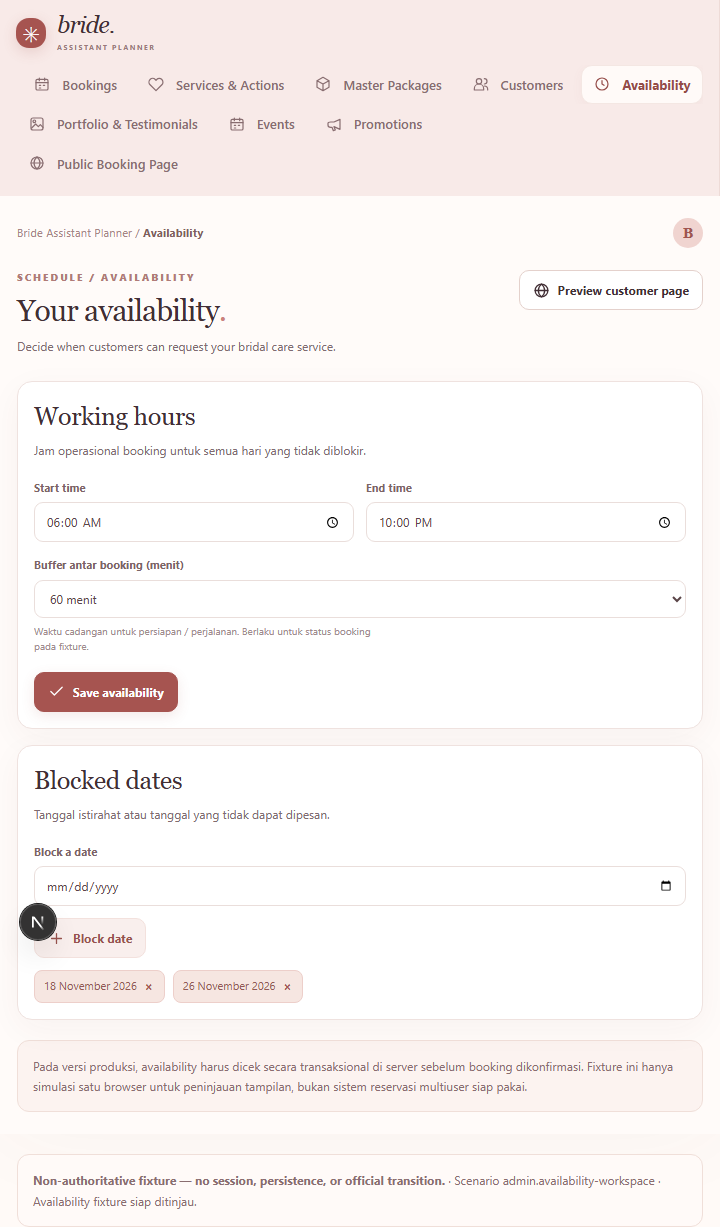 bride.
ASSISTANT PLANNER
Bookings
Services & Actions
Master Packages
Customers
Availability
Portfolio & Testimonials
Events
Promotions
Public Booking Page
Bride Assistant Planner / Availability
B
SCHEDULE / AVAILABILITY
Your availability.
Decide when customers can request your bridal care service.
Preview customer page
Working hours
Jam operasional booking untuk semua hari yang tidak diblokir.
Start time
End time
06:00 AM
10:00 PM
Buffer antar booking (menit)
60 menit
Waktu cadangan untuk persiapan / perjalanan. Berlaku untuk status booking
pada fixture.
Save availability
Blocked dates
Tanggal istirahat atau tanggal yang tidak dapat dipesan.
Block a date
mm/dd/yyyy
N
+ Block date
18 November 2026 ×
26 November 2026 ×
Pada versi produksi, availability harus dicek secara transaksional di server sebelum booking dikonfirmasi. Fixture ini hanya
simulasi satu browser untuk peninjauan tampilan, bukan sistem reservasi multiuser siap pakai.
Non-authoritative fixture — no session, persistence, or official transition. · Scenario admin.availability-workspace ·
Availability fixture siap ditinjau.